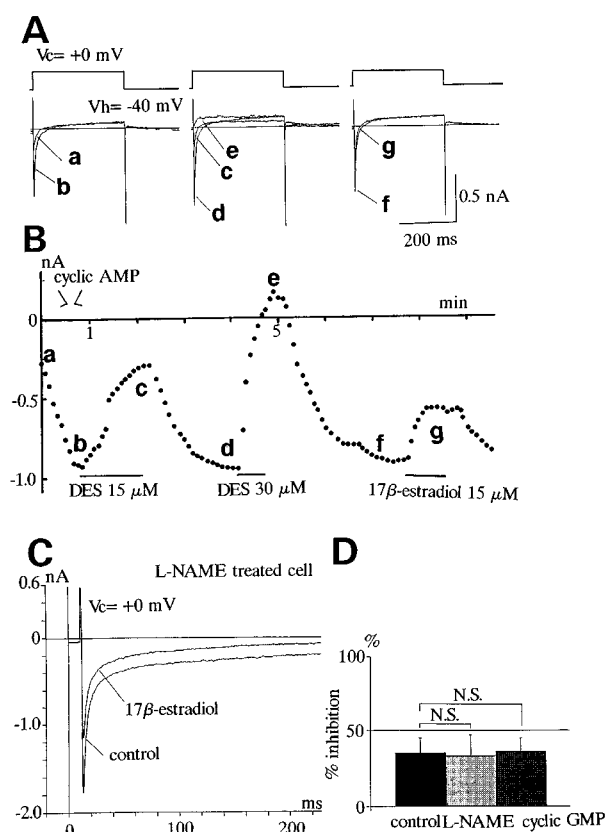 A
Vc= +0 mV
Vh= -40 mV
a
b
e
c
d
g
f
0.5 nA
200 ms
B
nA
cyclic AMP
min
0
1
5
a
b
c
d
e
f
g
-0.5
-1.0
DES 15 μM
DES 30 μM
17β-estradiol 15 μM
C
nA
L-NAME treated cell
0.6
Vc= +0 mV
0
17β-estradiol
-1.0
control
-2.0
0
100
200
ms
D
%
100
50
0
% inhibition
N.S.
N.S.
control L-NAME cyclic GMP